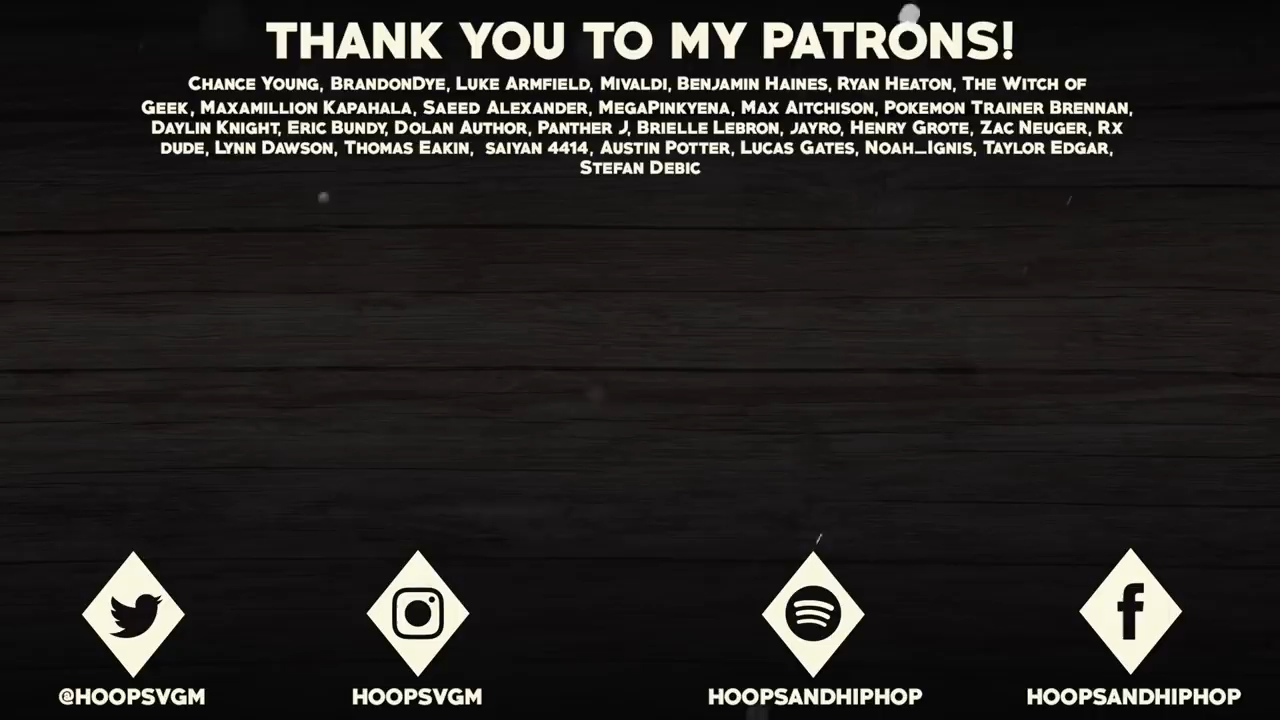 THANK YOU TO MY PATRONS!
CHANCE YOUNG, BRANDONDYE, LUKE ARMFIELD, MIVALDI, BENJAMIN HAINES, RYAN HEATON, THE WITCH OF
GEEK, MAXAMILLION KAPAHALA, SAEED ALEXANDER, MEGAPINKYENA, MAX AITCHISON, POKEMON TRAINER BRENNAN,
DAYLIN KNIGHT, ERIC BUNDY, DOLAN AUTHOR, PANTHER J, BRIELLE LEBRON, JAYRO, HENRY GROTE, ZAC NEUGER, RX
DUDE, LYNN DAWSON, THOMAS EAKIN, SAIYAN 4414, AUSTIN POTTER, LUCAS GATES, NOAH_IGNIS, TAYLOR EDGAR,
STEFAN DEBIC
@HOOPSVGM
HOOPSVGM
HOOPSANDHIPHOP
HOOPSANDHIPHOP